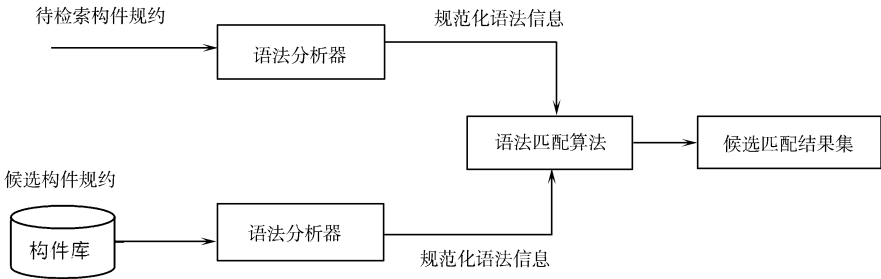 待检索构件规约
规范化语法信息
语法分析器
语法匹配算法
候选匹配结果集
候选构件规约
构件库
语法分析器
规范化语法信息